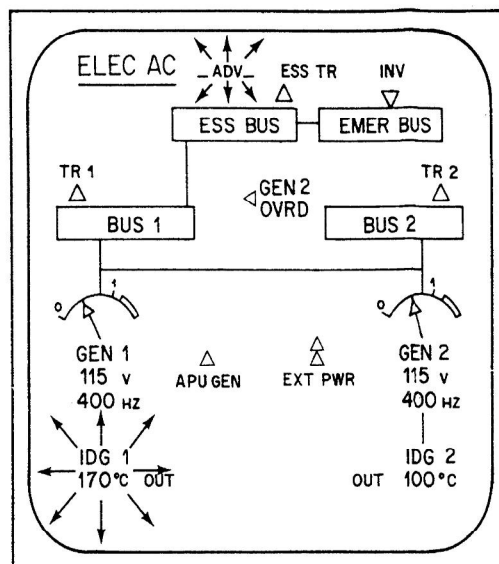 ELEC AC
ADV
ESS TR
INV
ESS BUS
EMER BUS
TR 1
GEN 2
OVRD
TR 2
BUS 1
BUS 2
0
1
0
1
GEN 1
115 V
400 HZ
APU GEN
EXT PWR
GEN 2
115 V
400 HZ
IDG 1
170°C OUT
IDG 2
OUT 100°C